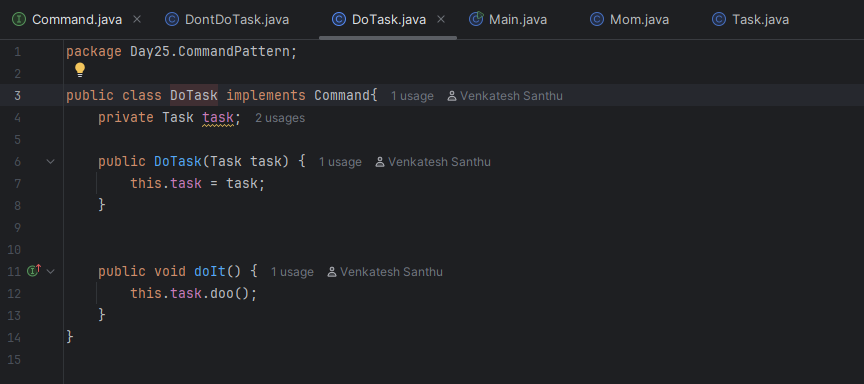 Command.java DontDoTask.java DoTask.java Main.java Mom.java Task.java
1 package Day25.CommandPattern;
2
3 public class DoTask implements Command{ 1 usage Venkatesh Santhu
4 private Task task; 2 usages
5
6 public DoTask(Task task) { 1 usage Venkatesh Santhu
7 this.task = task;
8 }
9
10
11 public void doIt() { 1 usage Venkatesh Santhu
12 this.task.doo();
13 }
14 }
15